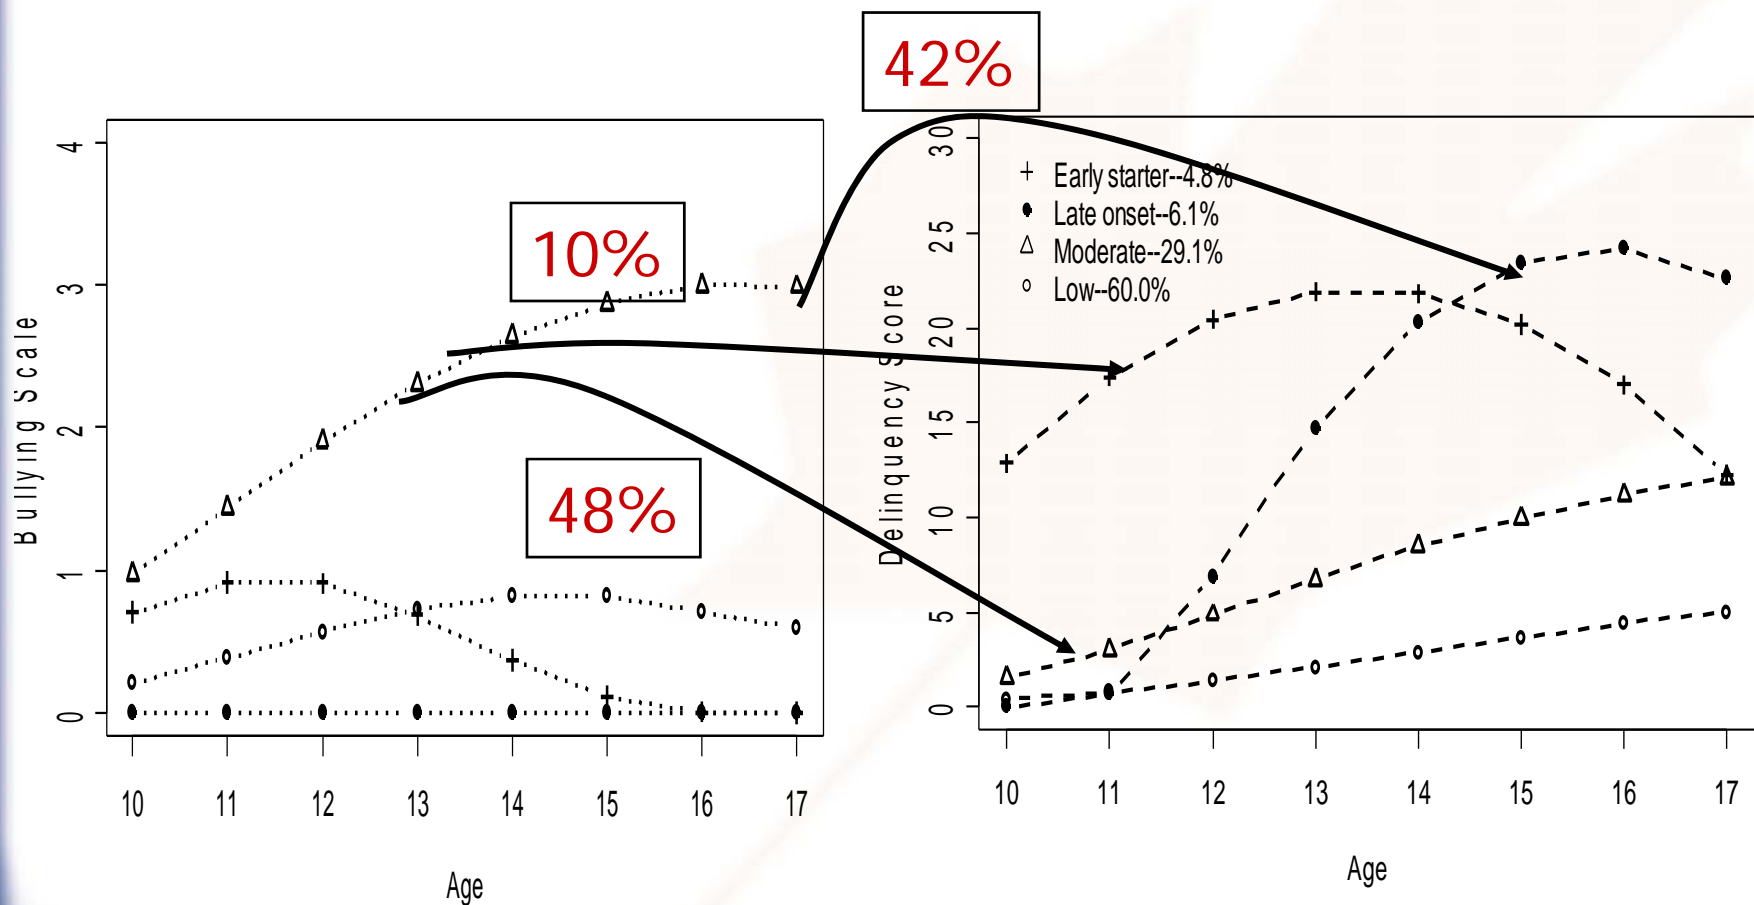 42%
10%
48%
Bullying Scale
4
3
2
1
0
10 11 12 13 14 15 16 17
Age
Delinquency Score
30
25
20
15
10
5
0
Early starter--4.8%
Late onset--6.1%
Moderate--29.1%
Low--60.0%
10 11 12 13 14 15 16 17
Age